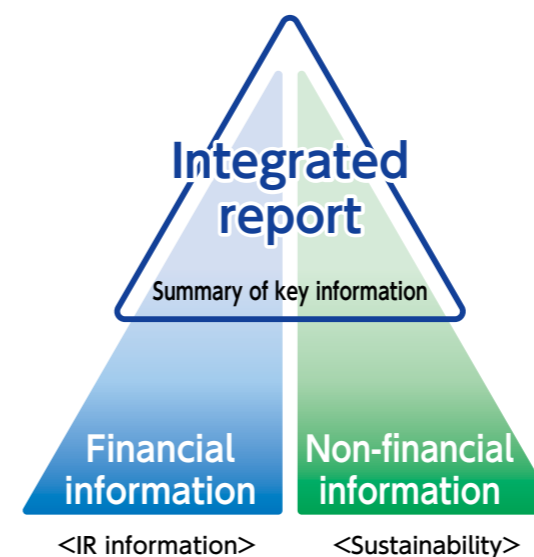 Integrated
report
Summary of key information
Financial
information
Non-financial
information
<IR information>
<Sustainability>